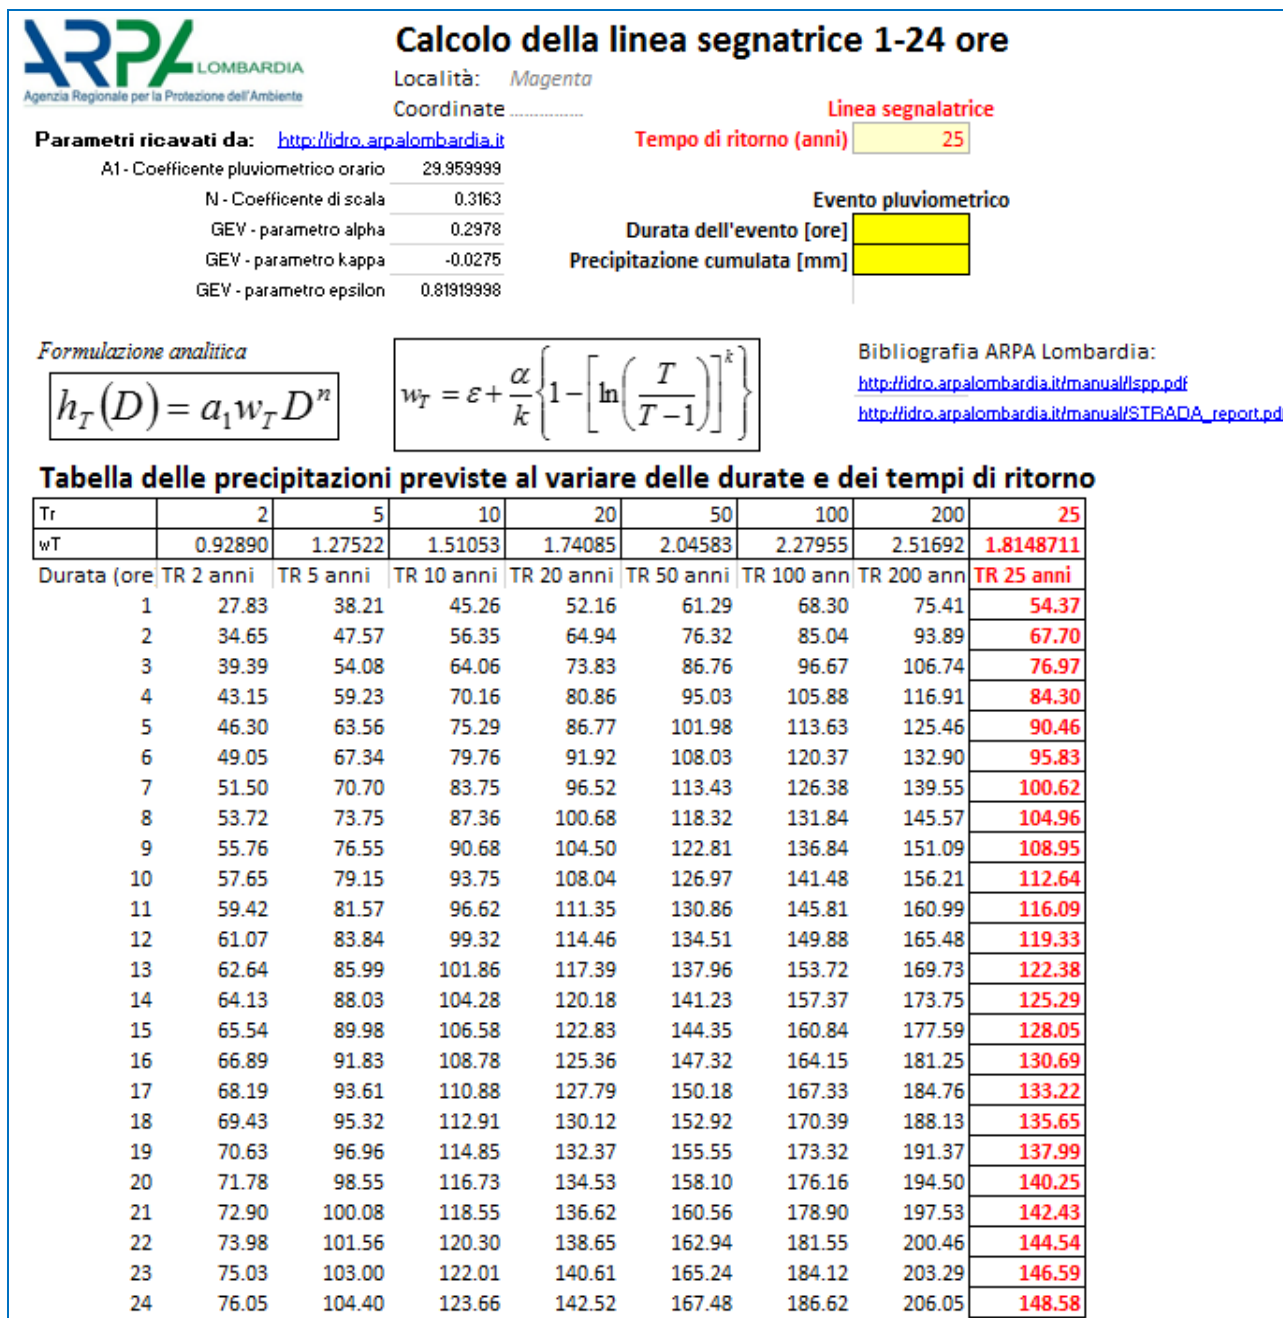 ARPA LOMBARDIA
Agenzia Regionale per la Protezione dell'Ambiente
Calcolo della linea segnatrice 1-24 ore
Località: Magenta
Coordinate ................
Linea segnalatrice
Parametri ricavati da: http://idro.arpalombardia.it
Tempo di ritorno (anni) 25
A1 - Coefficente pluviometrico orario 29.959999
N - Coefficente di scala 0.3163
GEV - parametro alpha 0.2978
GEV - parametro kappa -0.0275
GEV - parametro epsilon 0.81919998
Evento pluviometrico
Durata dell'evento [ore]
Precipitazione cumulata [mm]
Formulazione analitica
h_T(D) = a_1 w_T D^n
w_T = ε + α/k {1 − [ln(T/(T−1))]^k}
Bibliografia ARPA Lombardia:
http://idro.arpalombardia.it/manual/lspp.pdf
http://idro.arpalombardia.it/manual/STRADA_report.pd
Tabella delle precipitazioni previste al variare delle durate e dei tempi di ritorno
Tr 2 5 10 20 50 100 200 25
wT 0.92890 1.27522 1.51053 1.74085 2.04583 2.27955 2.51692 1.8148711
Durata (ore TR 2 anni TR 5 anni TR 10 anni TR 20 anni TR 50 anni TR 100 ann TR 200 ann TR 25 anni
1 27.83 38.21 45.26 52.16 61.29 68.30 75.41 54.37
2 34.65 47.57 56.35 64.94 76.32 85.04 93.89 67.70
3 39.39 54.08 64.06 73.83 86.76 96.67 106.74 76.97
4 43.15 59.23 70.16 80.86 95.03 105.88 116.91 84.30
5 46.30 63.56 75.29 86.77 101.98 113.63 125.46 90.46
6 49.05 67.34 79.76 91.92 108.03 120.37 132.90 95.83
7 51.50 70.70 83.75 96.52 113.43 126.38 139.55 100.62
8 53.72 73.75 87.36 100.68 118.32 131.84 145.57 104.96
9 55.76 76.55 90.68 104.50 122.81 136.84 151.09 108.95
10 57.65 79.15 93.75 108.04 126.97 141.48 156.21 112.64
11 59.42 81.57 96.62 111.35 130.86 145.81 160.99 116.09
12 61.07 83.84 99.32 114.46 134.51 149.88 165.48 119.33
13 62.64 85.99 101.86 117.39 137.96 153.72 169.73 122.38
14 64.13 88.03 104.28 120.18 141.23 157.37 173.75 125.29
15 65.54 89.98 106.58 122.83 144.35 160.84 177.59 128.05
16 66.89 91.83 108.78 125.36 147.32 164.15 181.25 130.69
17 68.19 93.61 110.88 127.79 150.18 167.33 184.76 133.22
18 69.43 95.32 112.91 130.12 152.92 170.39 188.13 135.65
19 70.63 96.96 114.85 132.37 155.55 173.32 191.37 137.99
20 71.78 98.55 116.73 134.53 158.10 176.16 194.50 140.25
21 72.90 100.08 118.55 136.62 160.56 178.90 197.53 142.43
22 73.98 101.56 120.30 138.65 162.94 181.55 200.46 144.54
23 75.03 103.00 122.01 140.61 165.24 184.12 203.29 146.59
24 76.05 104.40 123.66 142.52 167.48 186.62 206.05 148.58